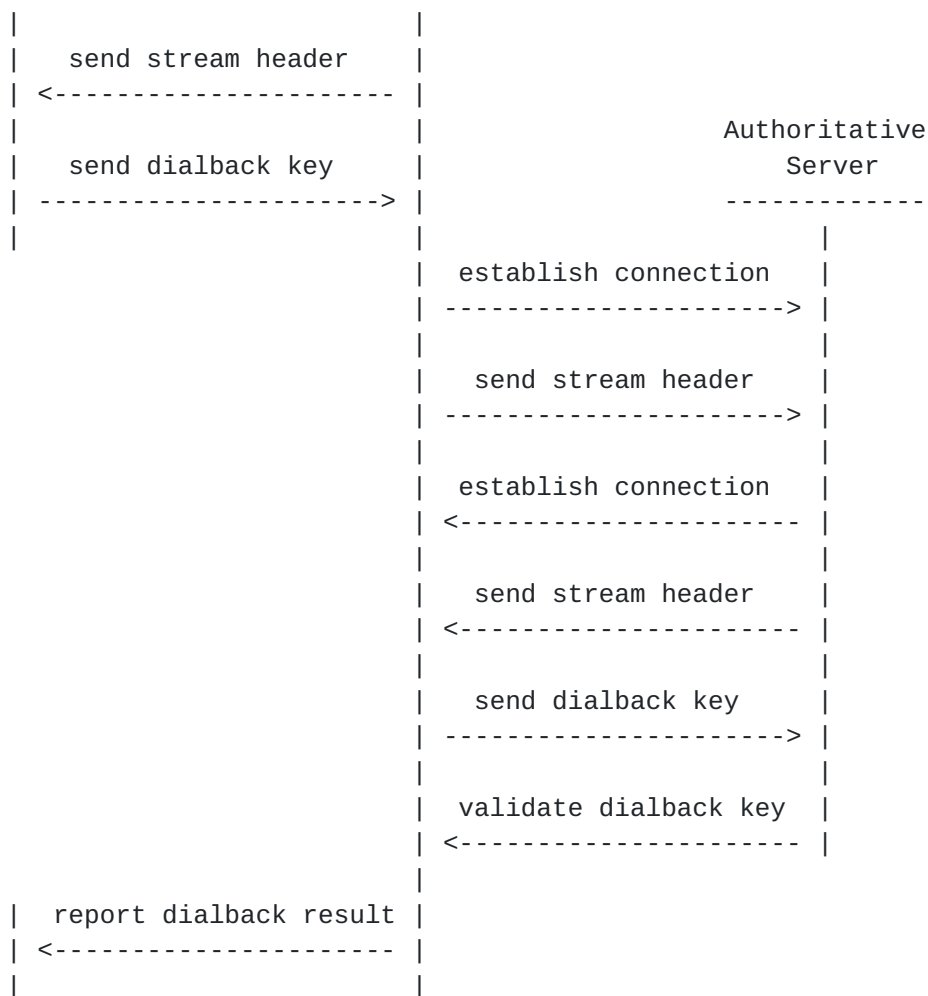 send stream header
Authoritative
send dialback key Server
establish connection
send stream header
establish connection
send stream header
send dialback key
validate dialback key
report dialback result